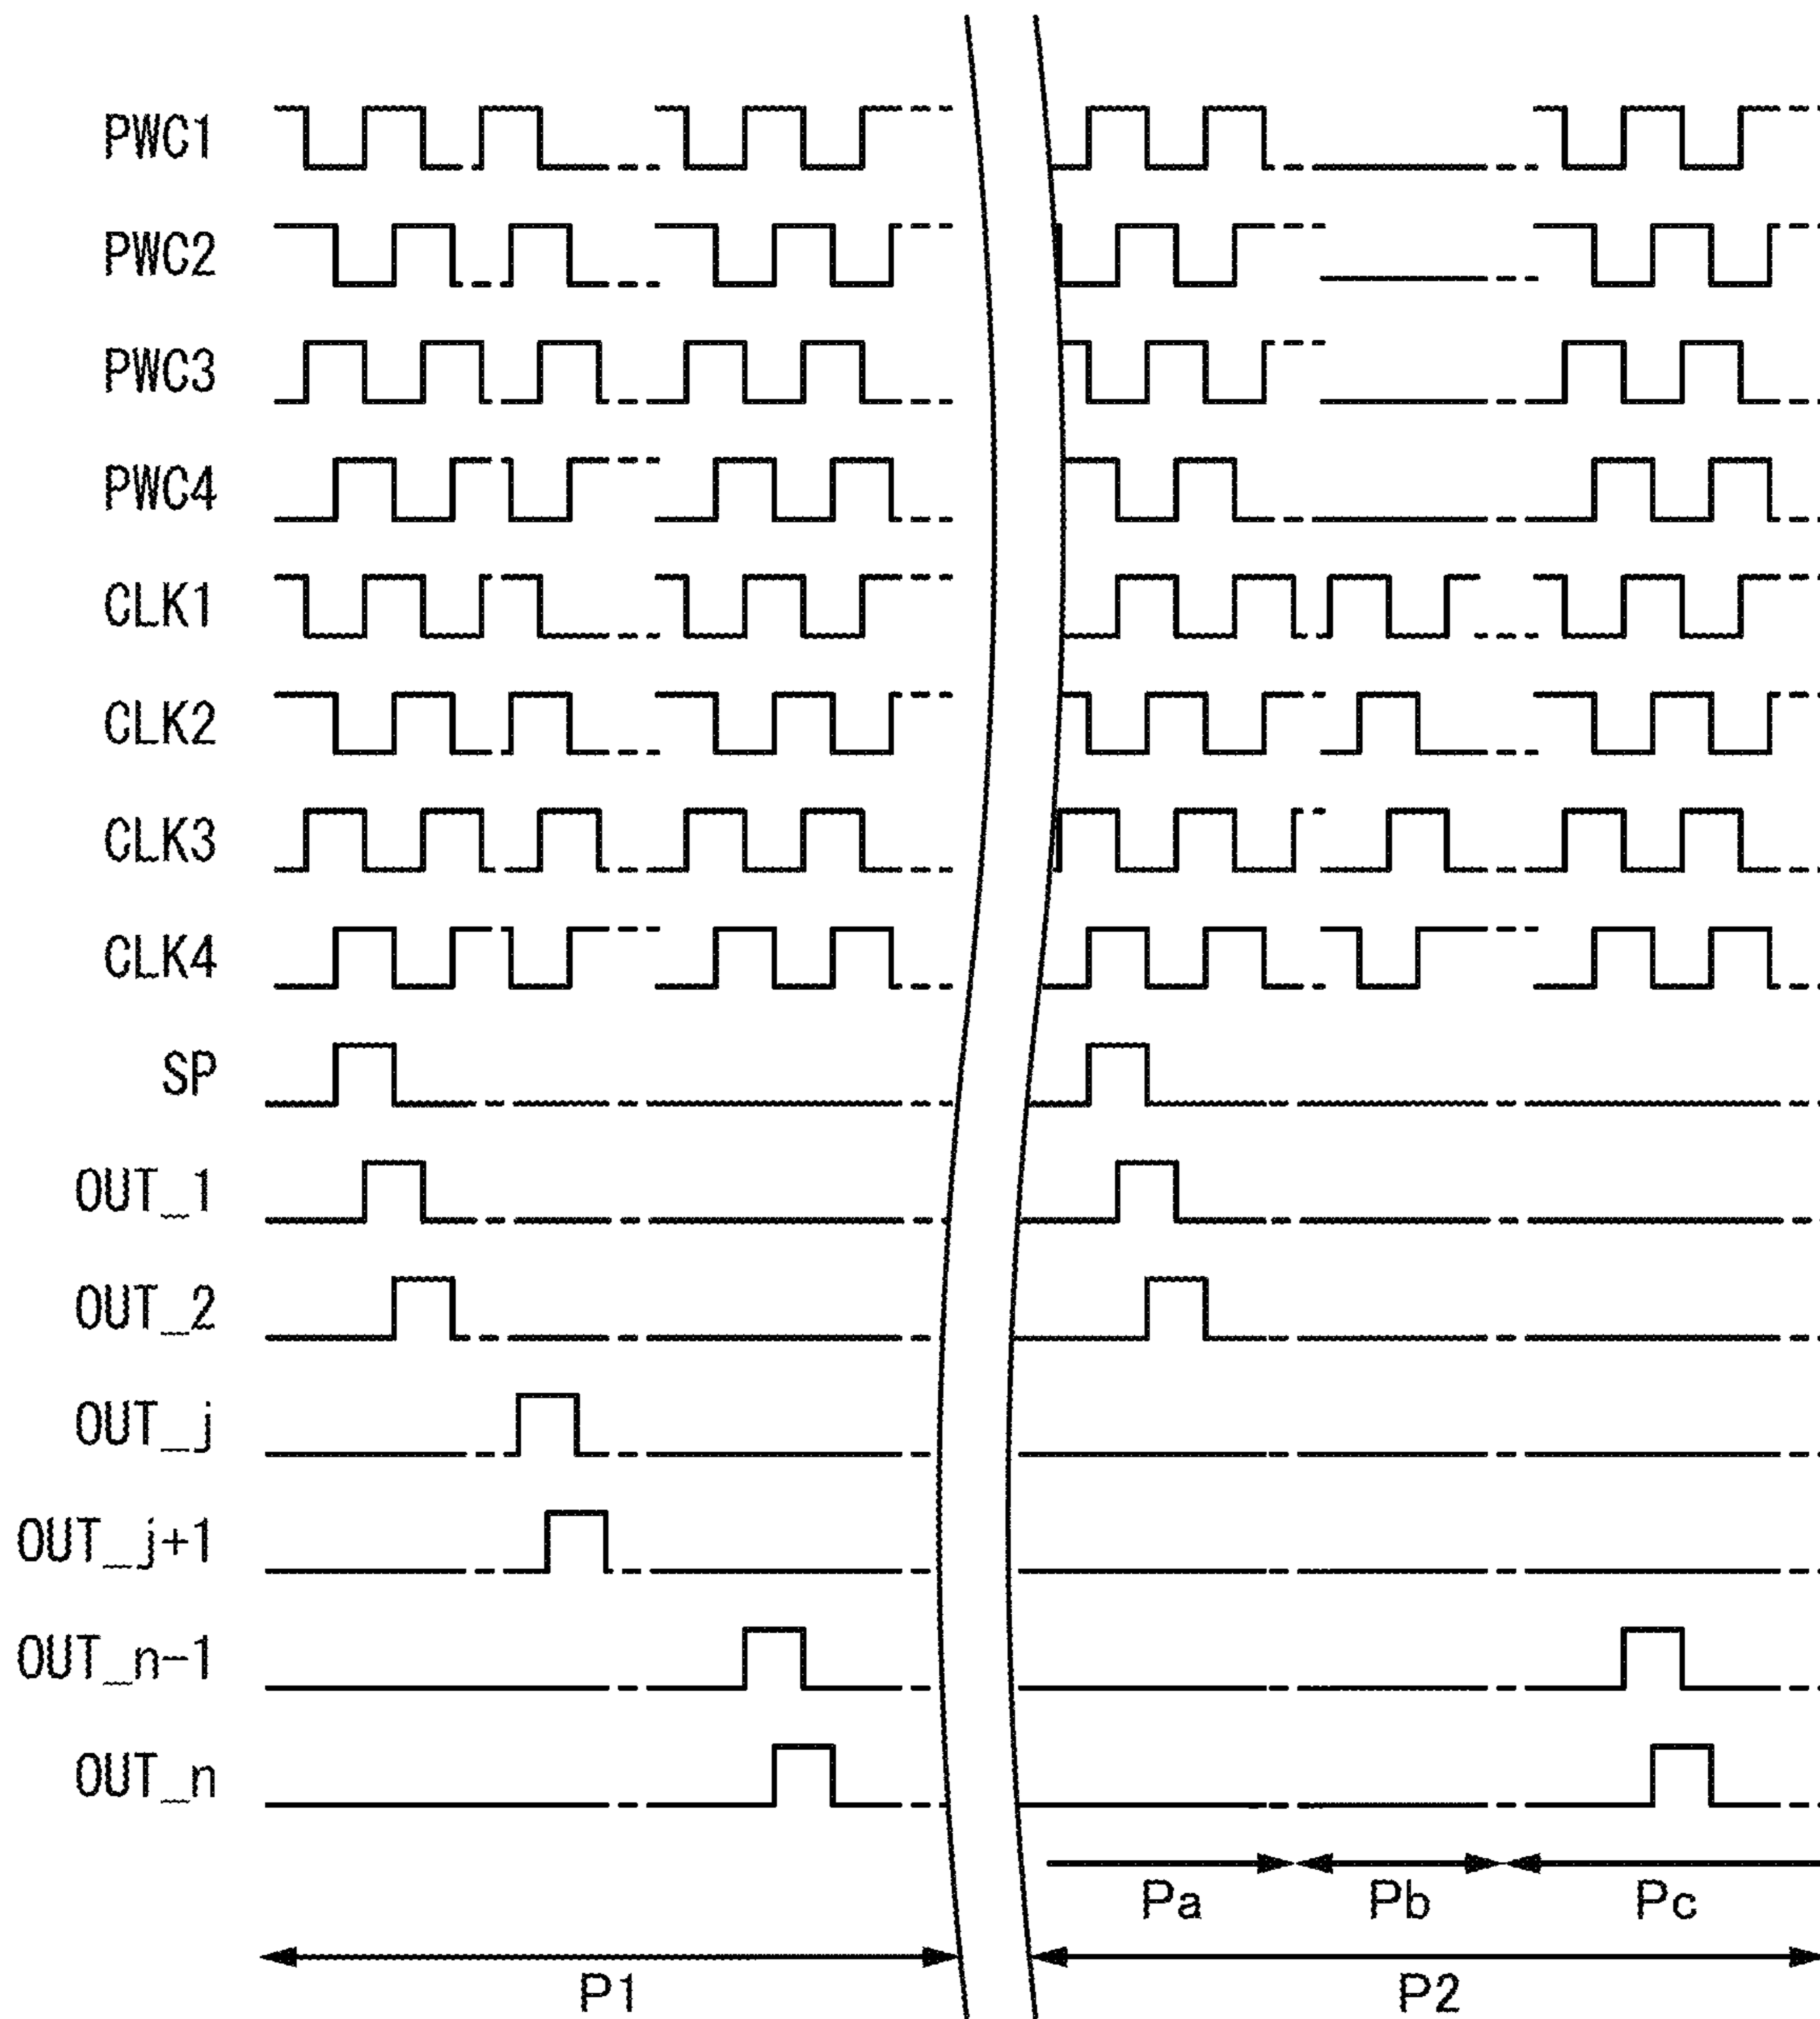 PWC1
PWC2
PWC3
PWC4
CLK1
CLK2
CLK3
CLK4
SP
OUT_1
OUT_2
OUT_j
OUT_j+1
OUT_n-1
OUT_n
Pa Pb Pc
P1 P2